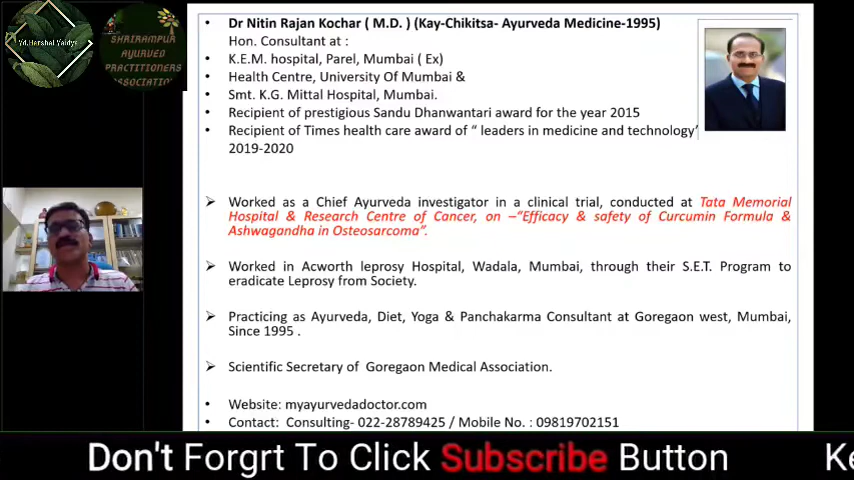 Yd.Harshal Vaidya
SHRIRAMPUR
AYURVED
PRACTITIONERS
ASSOCIATION
• Dr Nitin Rajan Kochar ( M.D. ) (Kay-Chikitsa- Ayurveda Medicine-1995)
Hon. Consultant at :
• K.E.M. hospital, Parel, Mumbai ( Ex)
• Health Centre, University Of Mumbai &
• Smt. K.G. Mittal Hospital, Mumbai.
• Recipient of prestigious Sandu Dhanwantari award for the year 2015
• Recipient of Times health care award of “ leaders in medicine and technology”
2019-2020
➢ Worked as a Chief Ayurveda investigator in a clinical trial, conducted at Tata Memorial
Hospital & Research Centre of Cancer, on –“Efficacy & safety of Curcumin Formula &
Ashwagandha in Osteosarcoma”.
➢ Worked in Acworth leprosy Hospital, Wadala, Mumbai, through their S.E.T. Program to
eradicate Leprosy from Society.
➢ Practicing as Ayurveda, Diet, Yoga & Panchakarma Consultant at Goregaon west, Mumbai,
Since 1995 .
➢ Scientific Secretary of Goregaon Medical Association.
• Website: myayurvedadoctor.com
• Contact: Consulting- 022-28789425 / Mobile No. : 09819702151
Don't Forgrt To Click Subscribe Button Ke